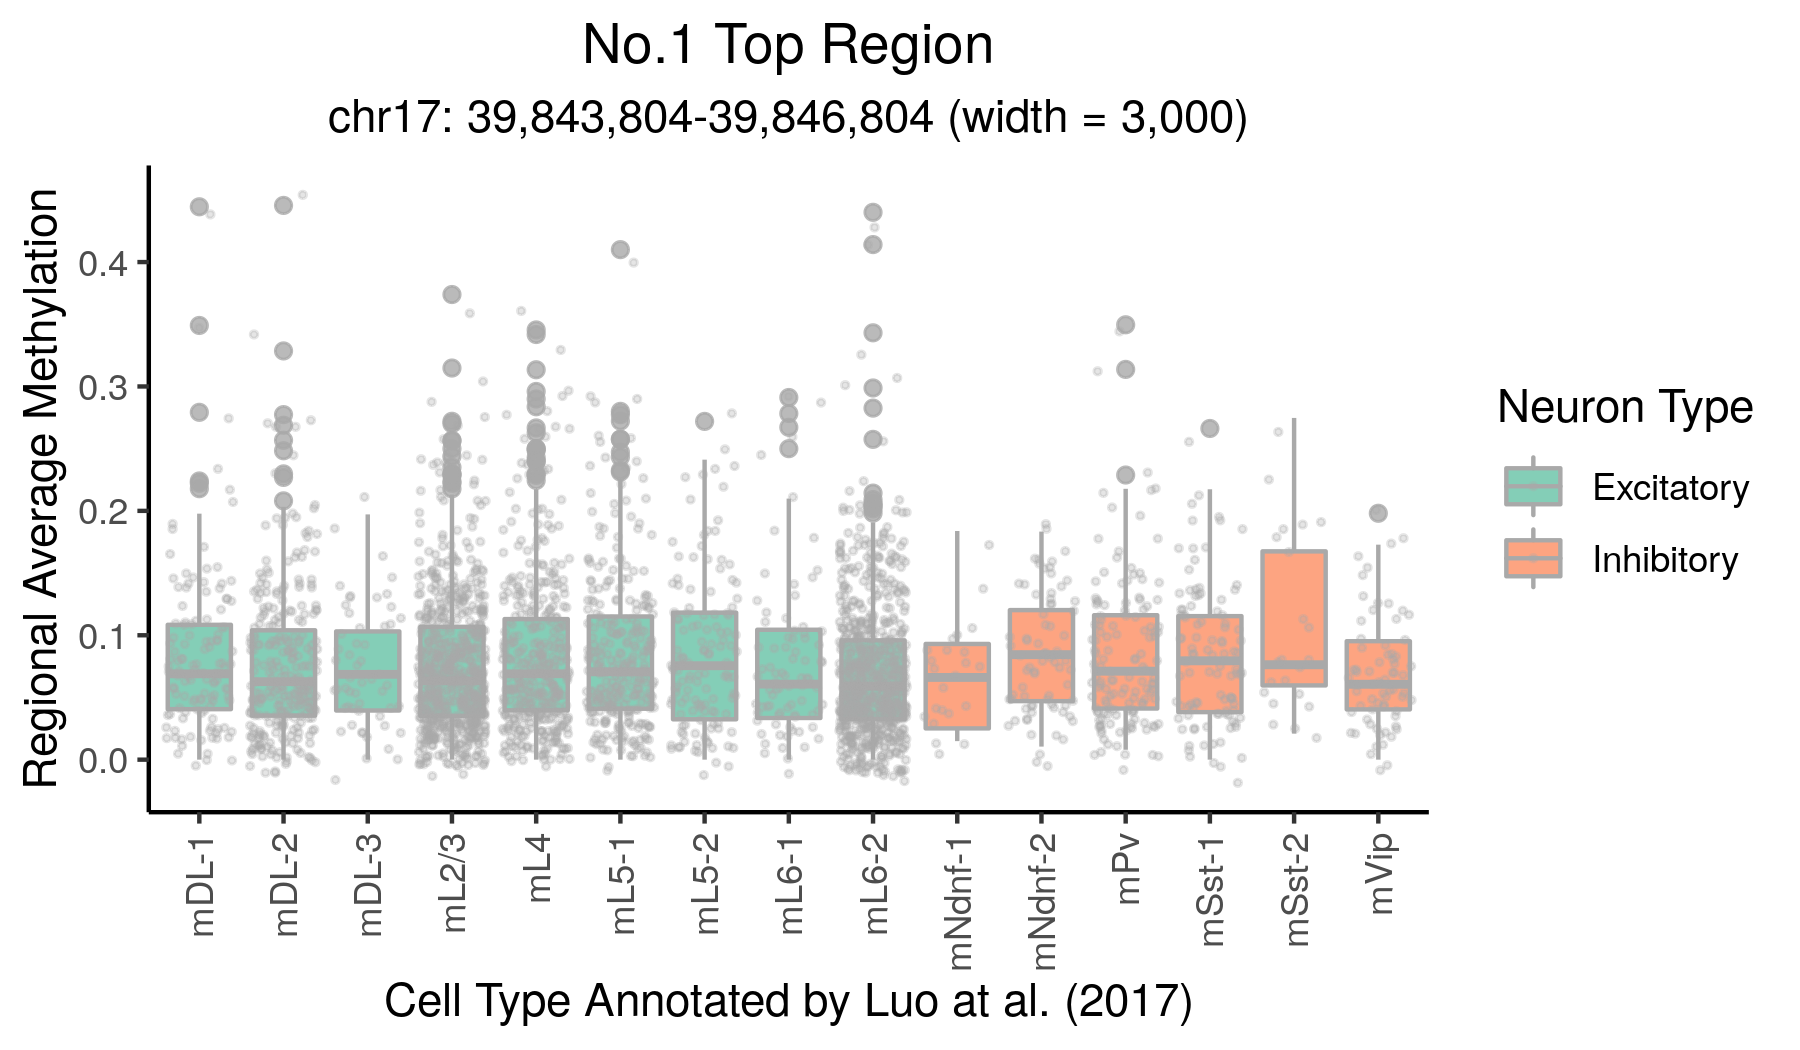 No.1 Top Region
chr17: 39,843,804-39,846,804 (width = 3,000)
Regional Average Methylation
0.4
0.3
0.2
0.1
0.0
mDL-1
mDL-2
mDL-3
mL2/3
mL4
mL5-1
mL5-2
mL6-1
mL6-2
mNdnf-1
mNdnf-2
mPv
mSst-1
mSst-2
mVip
Cell Type Annotated by Luo at al. (2017)
Neuron Type
Excitatory
Inhibitory